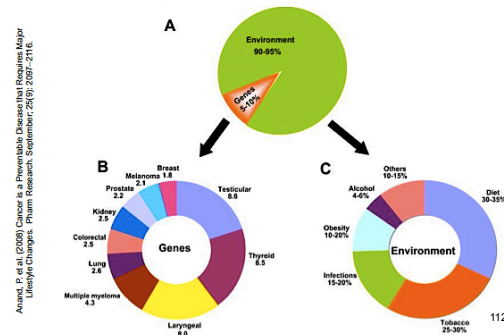 Anand, P. et al. (2008) Cancer is a Preventable Disease that Requires Major
Lifestyle Changes. Pharm Research. September; 25(9): 2097–2116.
A
Environment
90-95%
Genes
5-10%
B
Breast
1.8
Melanoma
2.1
Prostate
2.2
Kidney
2.5
Colorectal
2.5
Lung
2.6
Multiple myeloma
4.3
Laryngeal
8.0
Thyroid
8.5
Testicular
8.6
Genes
C
Others
10-15%
Alcohol
4-6%
Obesity
10-20%
Infections
15-20%
Tobacco
25-30%
Diet
30-35%
Environment
112